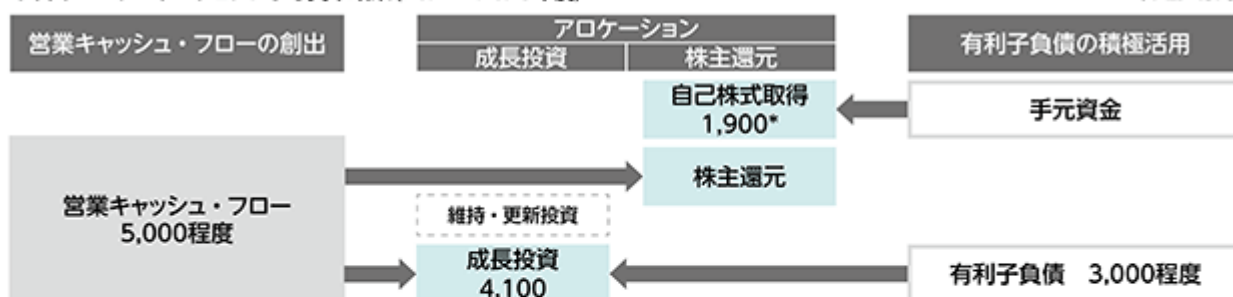 営業キャッシュ・フローの創出
アロケーション
成長投資
株主還元
有利子負債の積極活用
自己株式取得
1,900*
手元資金
株主還元
営業キャッシュ・フロー
5,000程度
維持・更新投資
成長投資
4,100
有利子負債 3,000程度